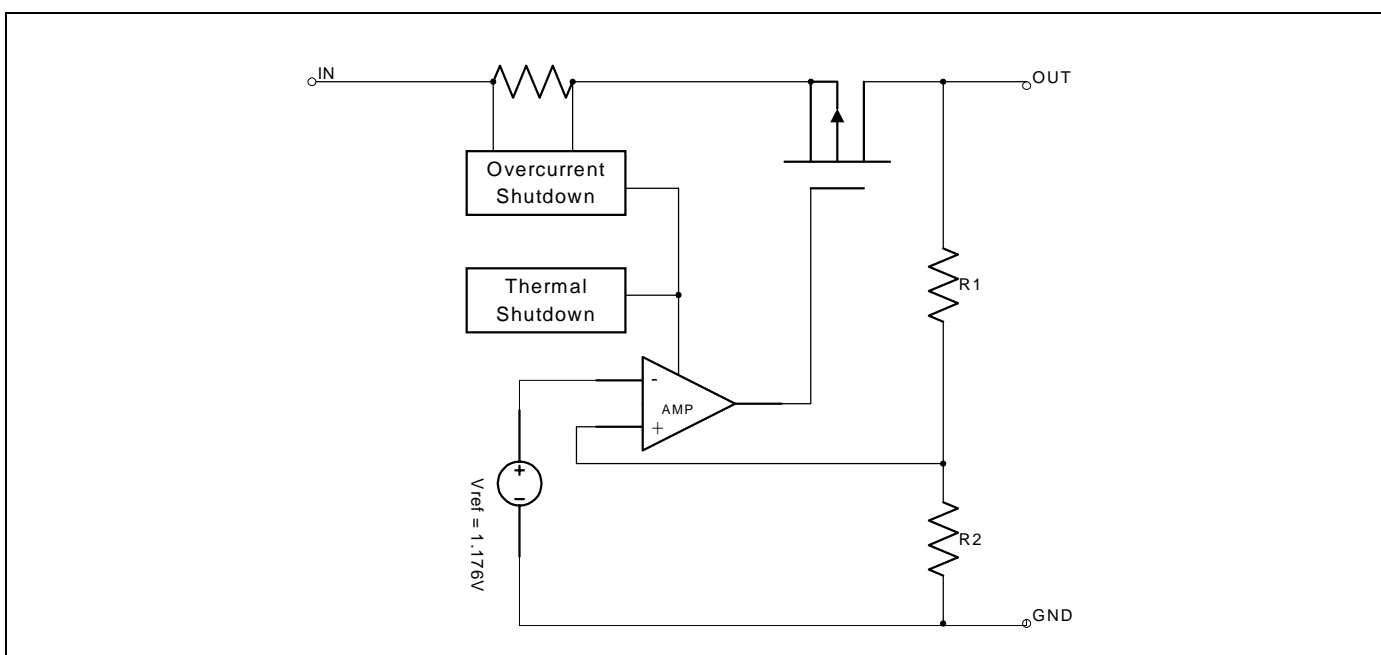 IN
OUT
Overcurrent
Shutdown
Thermal
Shutdown
R1
-
AMP
+
+
-
Vref = 1.176V
R2
GND